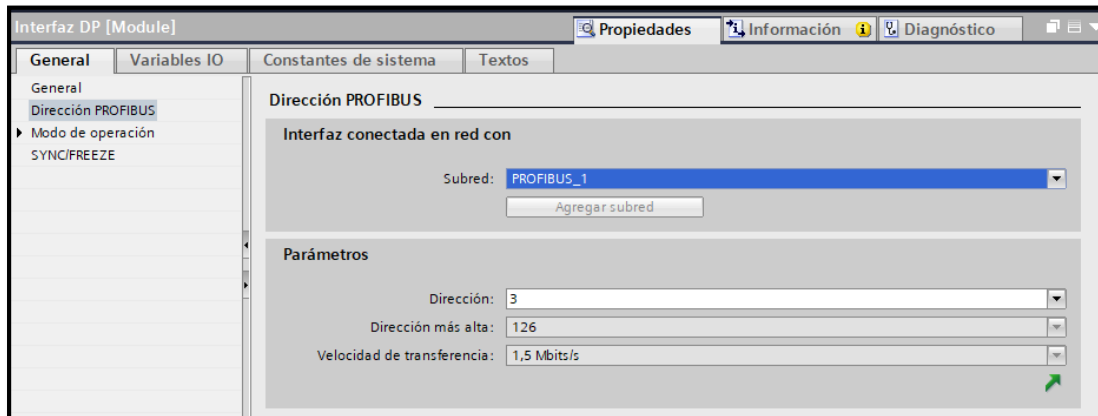 Interfaz DP [Module]
Propiedades
Información
Diagnóstico
General
Variables IO
Constantes de sistema
Textos
General
Dirección PROFIBUS
Modo de operación
SYNC/FREEZE
Dirección PROFIBUS
Interfaz conectada en red con
Subred: PROFIBUS_1
Agregar subred
Parámetros
Dirección: 3
Dirección más alta: 126
Velocidad de transferencia: 1,5 Mbits/s